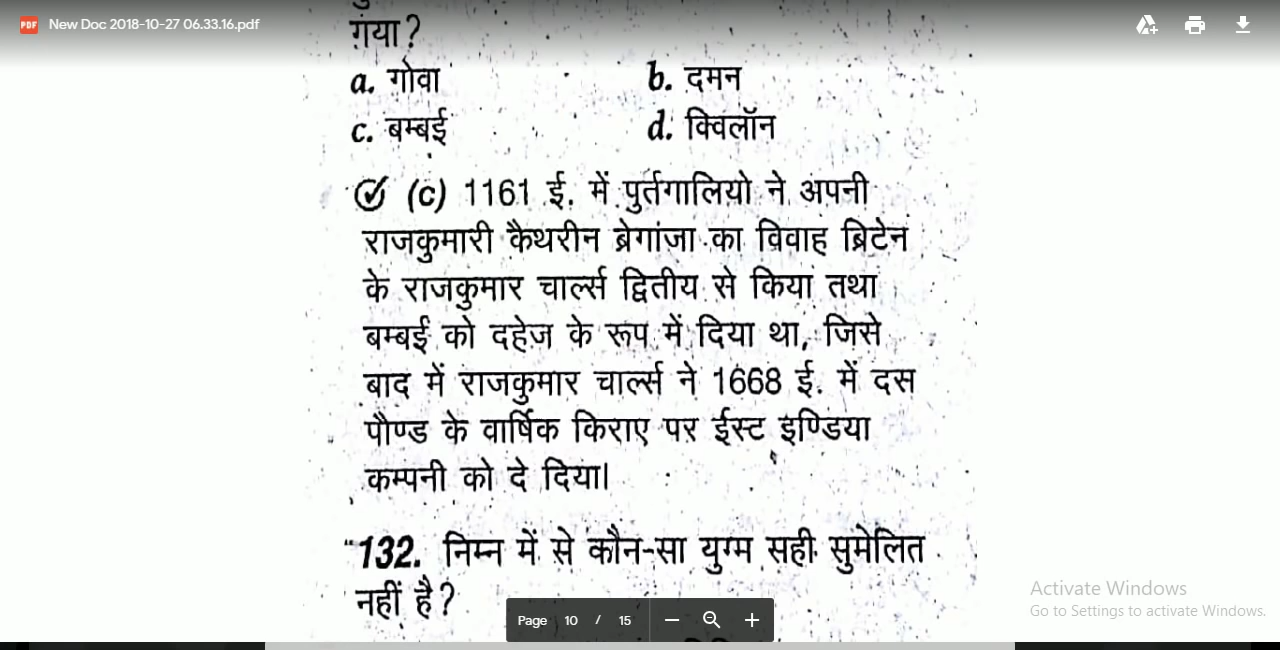 New Doc 2018-10-27 06.33.16.pdf
गया?
a. गोवा b. दमन
c. बम्बई d. क्विलॉन
(c) 1161 ई. में पुर्तगालियो ने अपनी
राजकुमारी कैथरीन ब्रेगांजा का विवाह ब्रिटेन
के राजकुमार चार्ल्स द्वितीय से किया तथा
बम्बई को दहेज के रूप में दिया था, जिसे
बाद में राजकुमार चार्ल्स ने 1668 ई. में दस
पौण्ड के वार्षिक किराए पर ईस्ट इण्डिया
कम्पनी को दे दिया।
132. निम्न में से कौन-सा युग्म सही सुमेलित
नहीं है?
Activate Windows
Go to Settings to activate Windows.
Page 10 / 15